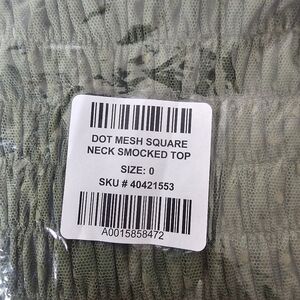 DOT MESH SQUARE
NECK SMOCKED TOP
SIZE: 0
SKU # 40421553
A0015858472